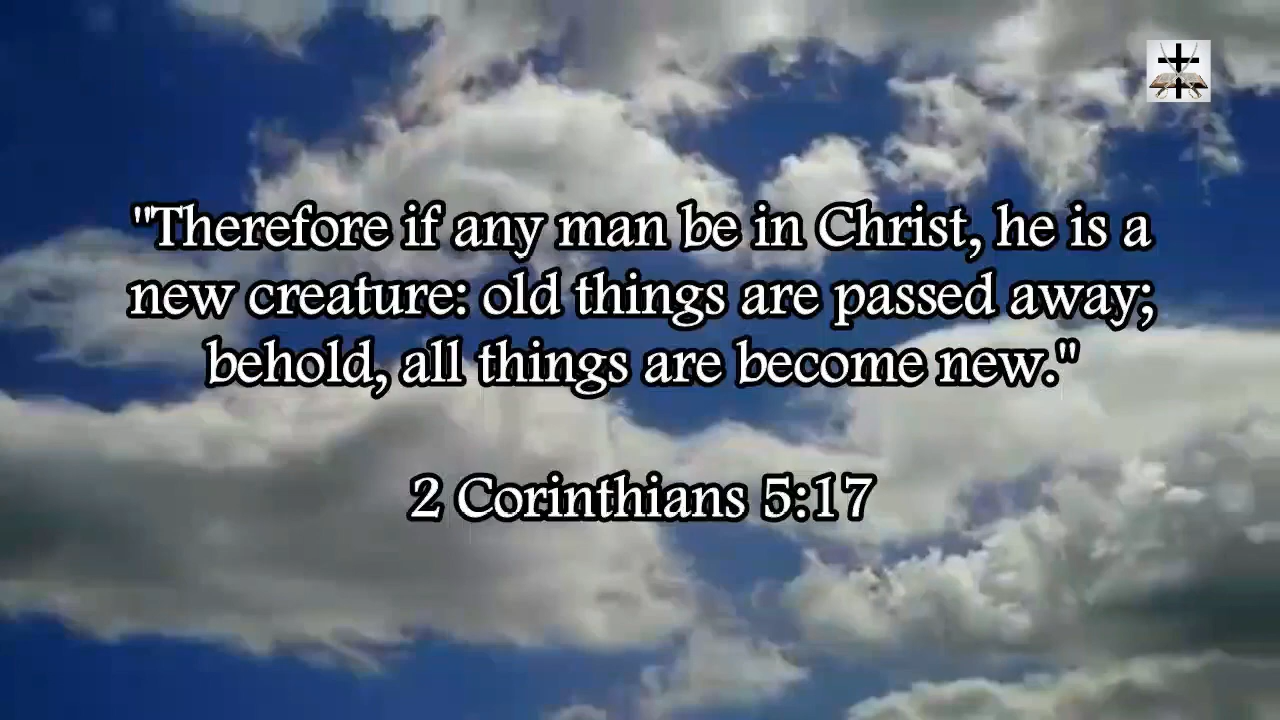 "Therefore if any man be in Christ, he is a
new creature: old things are passed away;
behold, all things are become new."
2 Corinthians 5:17